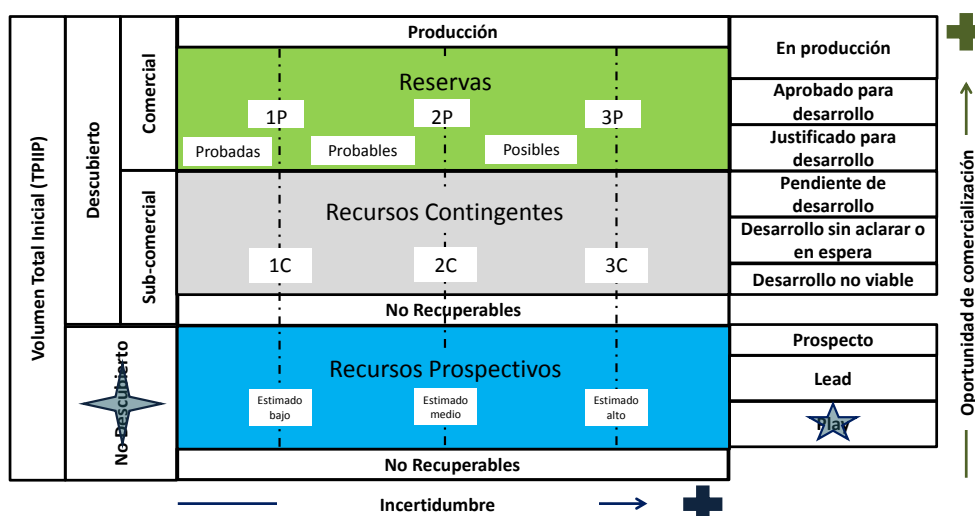 Volumen Total Inicial (TPIIP)
Descubierto
No Descubierto
Comercial
Sub-comercial
Producción
Reservas
1P
2P
3P
Probadas
Probables
Posibles
Recursos Contingentes
1C
2C
3C
No Recuperables
Recursos Prospectivos
Estimado
bajo
Estimado
medio
Estimado
alto
No Recuperables
En producción
Aprobado para
desarrollo
Justificado para
desarrollo
Pendiente de
desarrollo
Desarrollo sin aclarar o
en espera
Desarrollo no viable
Prospecto
Lead
Play
Oportunidad de comercialización
Incertidumbre